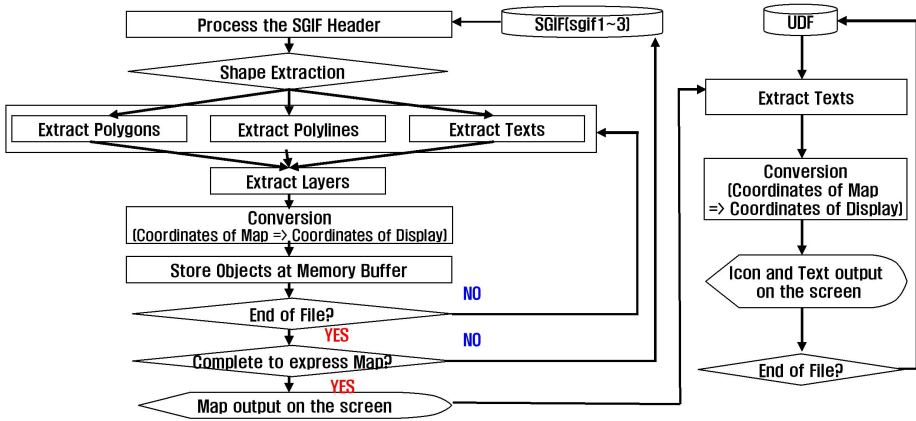 Process the SGIF Header
SGIF(sgif1~3)
Shape Extraction
Extract Polygons
Extract Polylines
Extract Texts
Extract Layers
Conversion
(Coordinates of Map => Coordinates of Display)
Store Objects at Memory Buffer
NO
End of File?
YES
NO
Complete to express Map?
YES
Map output on the screen
UDF
Extract Texts
Conversion
(Coordinates of Map
=> Coordinates of Display)
Icon and Text output
on the screen
End of File?